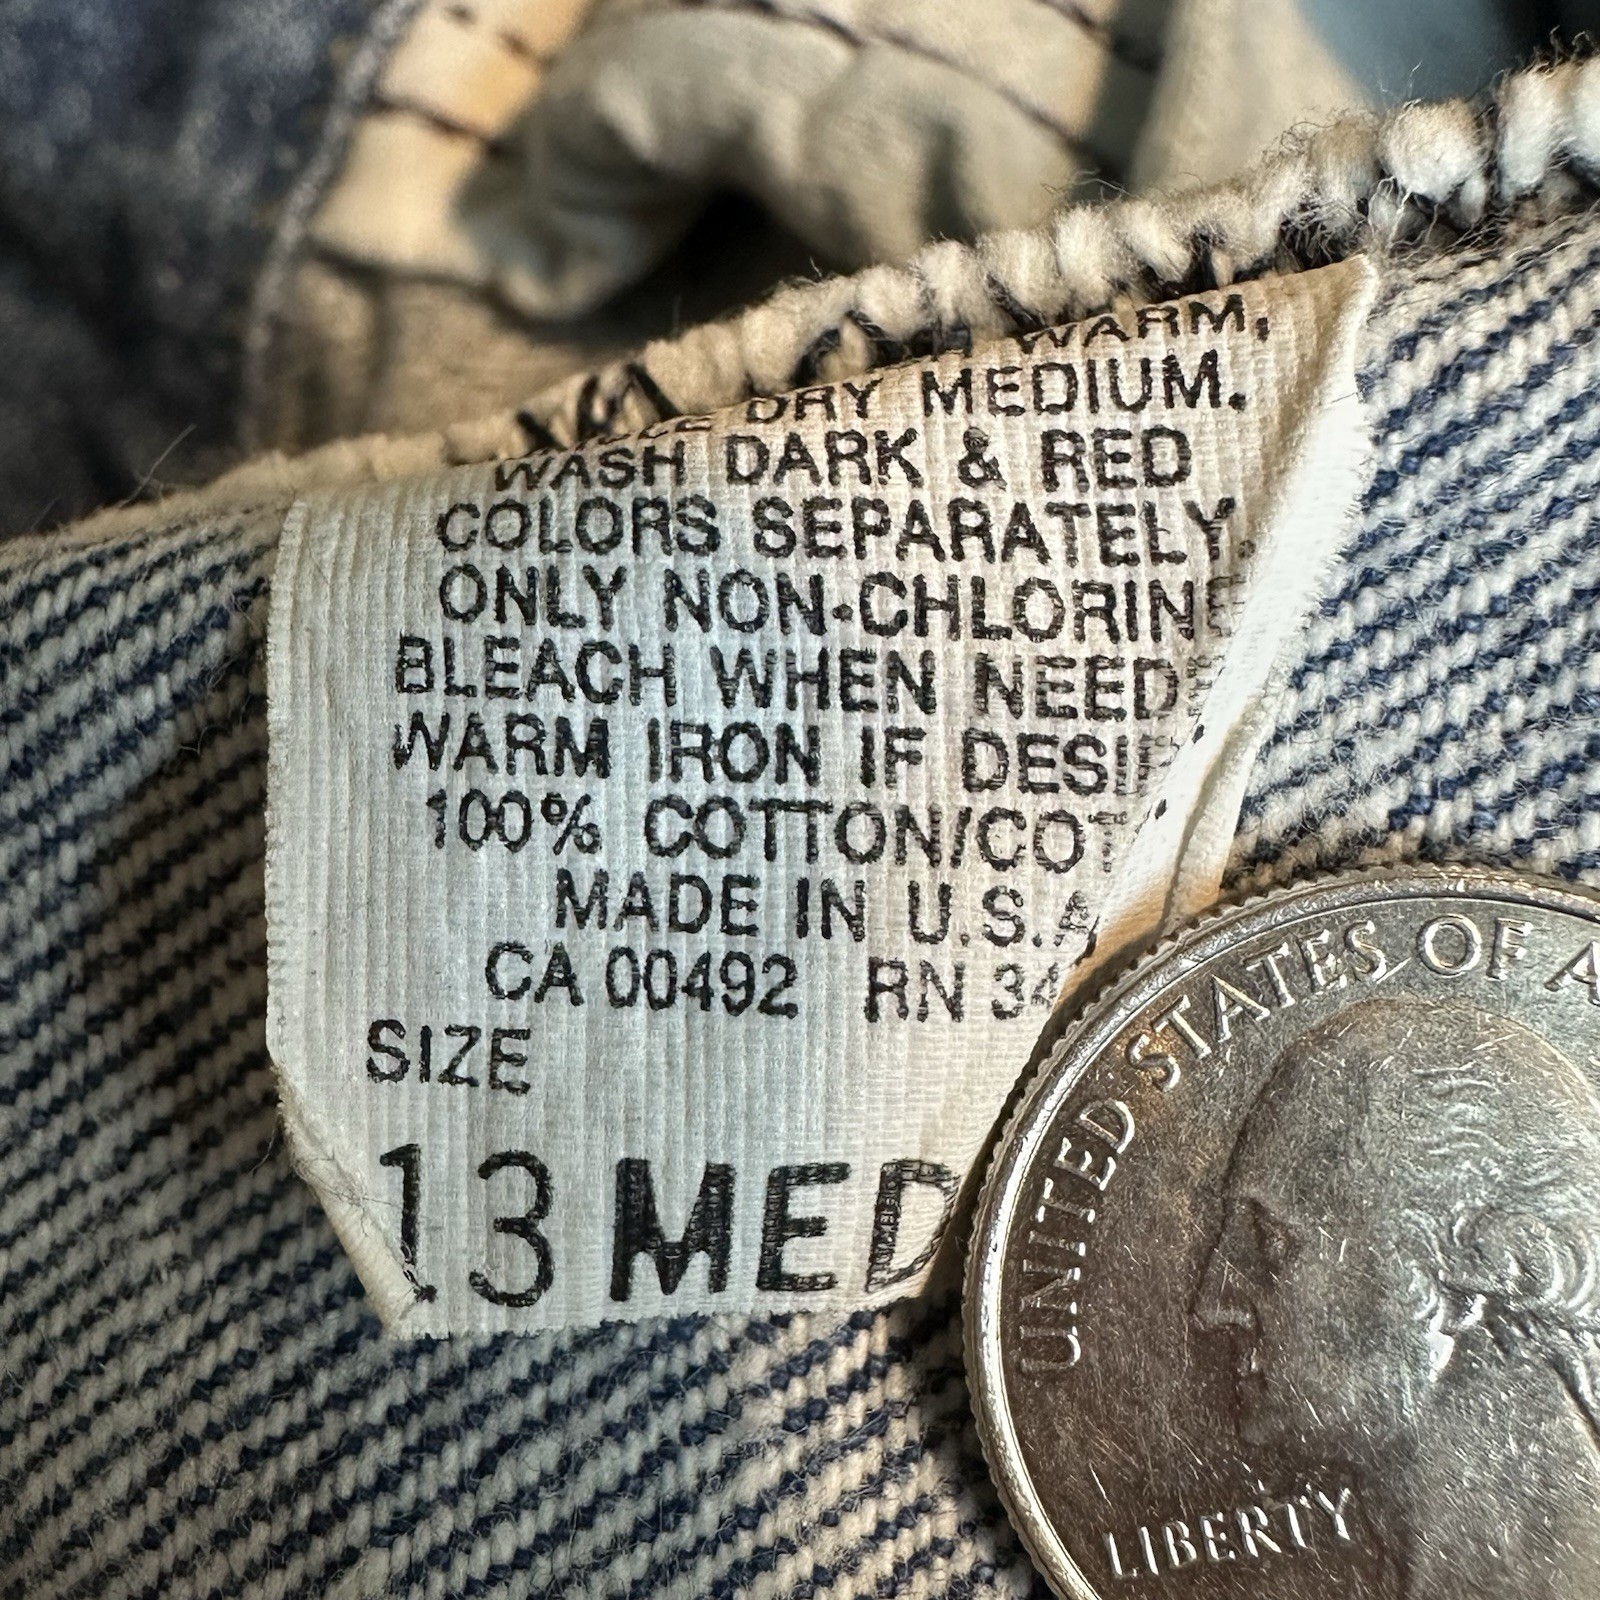 WARM,
DRY MEDIUM.
WASH DARK & RED
COLORS SEPARATELY.
ONLY NON-CHLORIN
BLEACH WHEN NEED
WARM IRON IF DESI
100% COTTON/COT
MADE IN U.S.A
CA 00492 RN 34
SIZE
13 MED
UNITED STATES OF A
LIBERTY